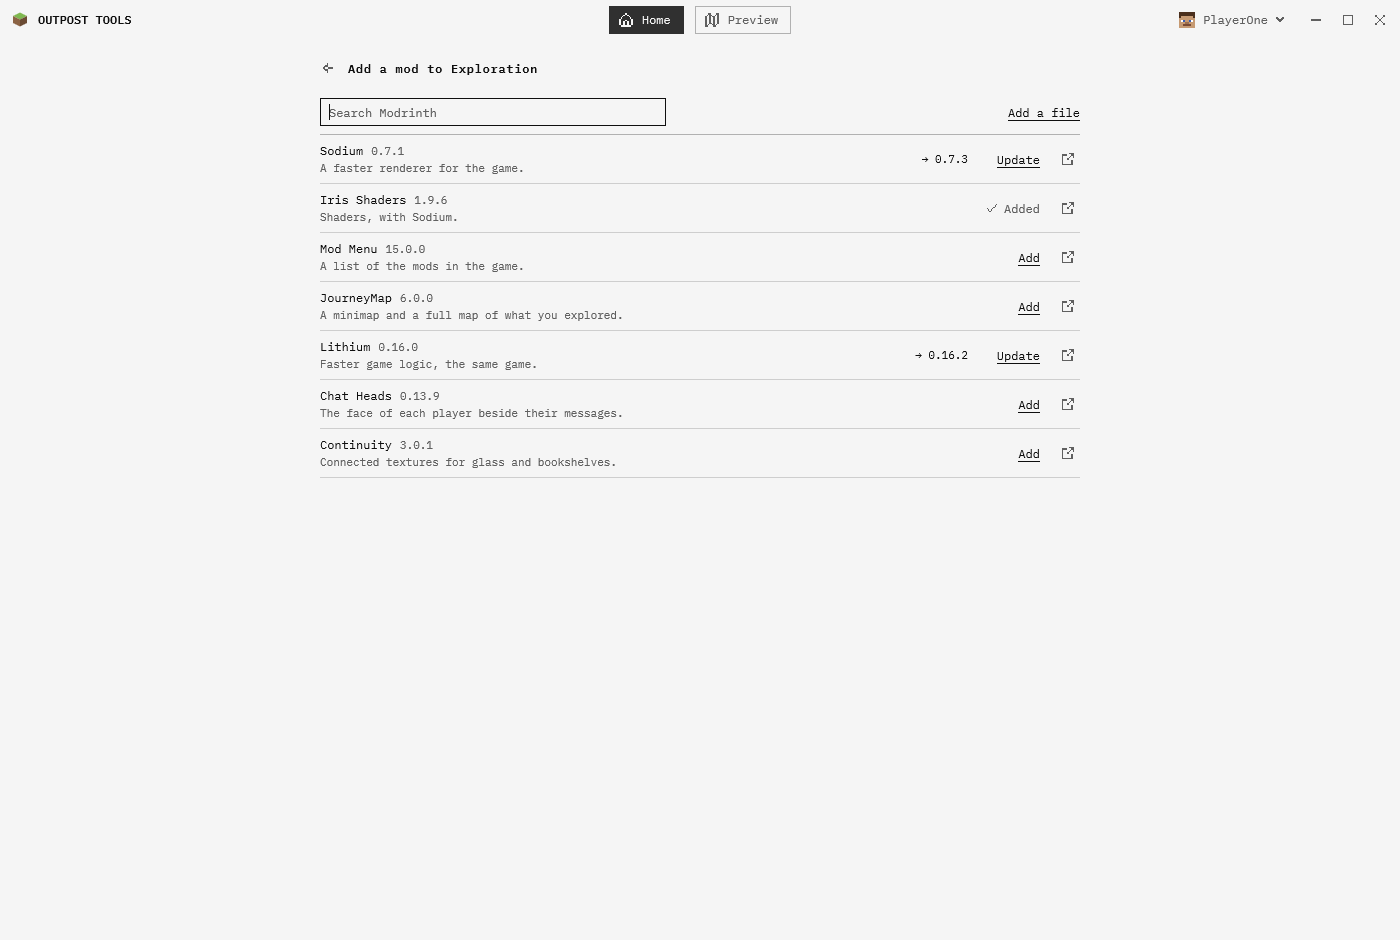 OUTPOST TOOLS
Home
Preview
PlayerOne
Add a mod to Exploration
Search Modrinth
Add a file
Sodium 0.7.1
A faster renderer for the game.
→ 0.7.3
Update
Iris Shaders 1.9.6
Shaders, with Sodium.
Added
Mod Menu 15.0.0
A list of the mods in the game.
Add
JourneyMap 6.0.0
A minimap and a full map of what you explored.
Add
Lithium 0.16.0
Faster game logic, the same game.
→ 0.16.2
Update
Chat Heads 0.13.9
The face of each player beside their messages.
Add
Continuity 3.0.1
Connected textures for glass and bookshelves.
Add